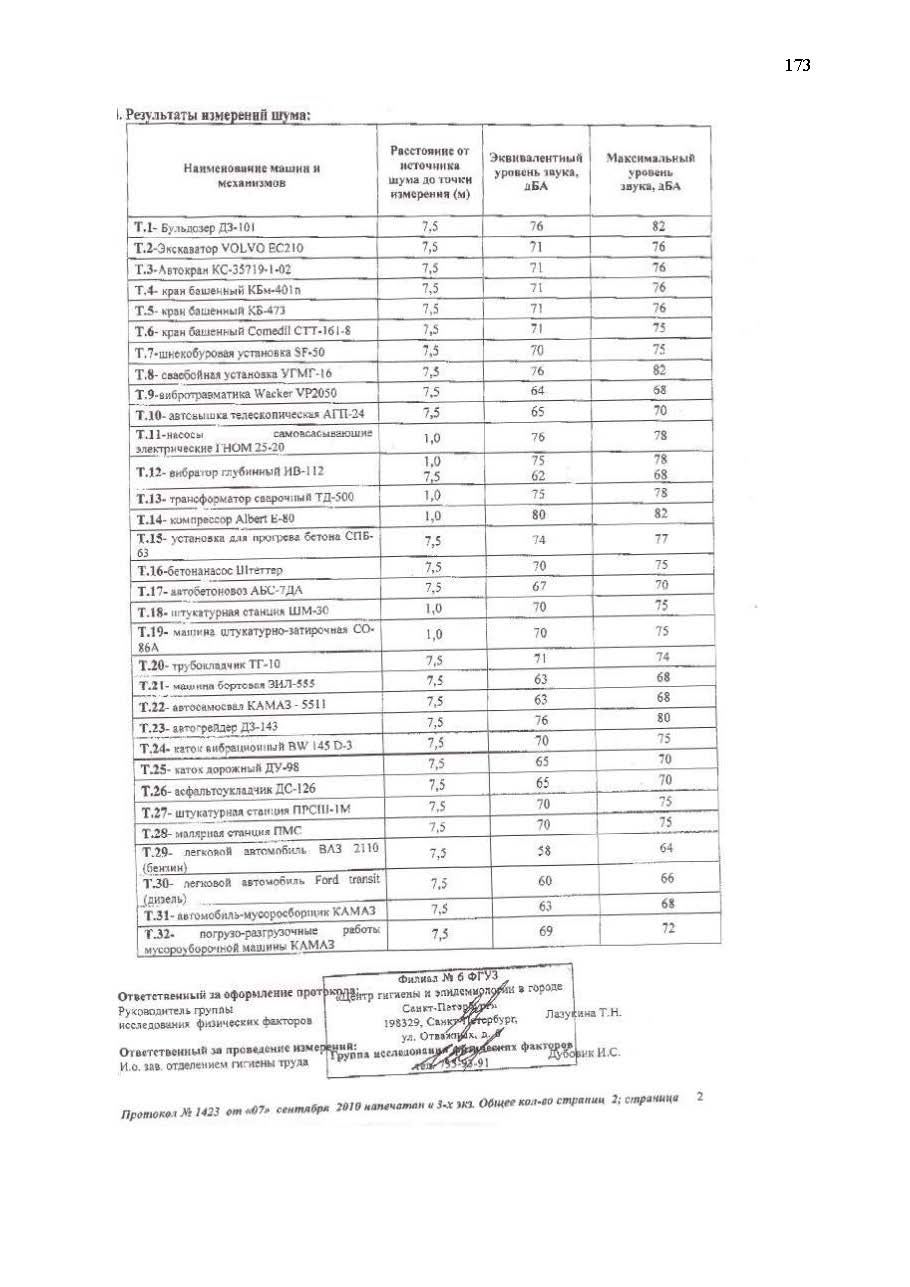 173
. Результаты измерений шума:
Наименование машин и
механизмов
Расстояние от
источника
шума до точки
измерения (м)
Эквивалентный
уровень звука,
дБА
Максимальный
уровень
звука, дБА
Т.1- Бульдозер ДЗ-101 7,5 76 82
Т.2-Экскаватор VOLVO EC210 7,5 71 76
Т.3-Автокран КС-35719-1-02 7,5 71 76
Т.4- кран башенный КБм-401п 7,5 71 76
Т.5- кран башенный КБ-473 7,5 71 76
Т.6- кран башенный Comedil CTT-161-8 7,5 71 75
Т.7-шнекобуровая установка SF-50 7,5 70 75
Т.8- сваебойная установка УГМГ-16 7,5 76 82
Т.9-вибротравматика Wacker VP2050 7,5 64 68
Т.10- автовышка телескопическая АГП-24 7,5 65 70
Т.11-насосы самовсасывающие
электрические ГНОМ 25-20 1,0 76 78
Т.12- вибратор глубинный ИВ-112 1,0 75 78
7,5 62 68
Т.13- трансформатор сварочный ТД-500 1,0 75 78
Т.14- компрессор Albert E-80 1,0 80 82
Т.15- установка для прогрева бетона СПБ-
63 7,5 74 77
Т.16-бетонанасос Штеттер 7,5 70 75
Т.17- автобетоновоз АБС-7ДА 7,5 67 70
Т.18- штукатурная станция ШМ-30 1,0 70 75
Т.19- машина штукатурно-затирочная СО-
86А 1,0 70 75
Т.20- трубокладчик ТГ-10 7,5 71 74
Т.21- машина бортовая ЗИЛ-555 7,5 63 68
Т.22- автосамосвал КАМАЗ - 5511 7,5 63 68
Т.23- автогрейдер ДЗ-143 7,5 76 80
Т.24- каток вибрационный BW 145 D-3 7,5 70 75
Т.25- каток дорожный ДУ-98 7,5 65 70
Т.26- асфальтоукладчик ДС-126 7,5 65 70
Т.27- штукатурная станция ПРСШ-1М 7,5 70 75
Т.28- малярная станция ПМС 7,5 70 75
Т.29- легковой автомобиль ВАЗ 2110
(бензин) 7,5 58 64
Т.30- легковой автомобиль Ford transit
(дизель) 7,5 60 66
Т.31- автомобиль-мусоросборщик КАМАЗ 7,5 63 68
Т.32- погрузо-разгрузочные работы
мусороуборочной машины КАМАЗ 7,5 69 72
Филиал № 6 ФГУЗ
«Центр гигиены и эпидемиологии в городе
Санкт-Петербург»
198329, Санкт-Петербург,
ул. Отважных, д.
Группа исследования физических факторов
тел. 735-93-91
Ответственный за оформление протокола:
Руководитель группы
исследования физических факторов Лазукина Т.Н.
Ответственный за проведение измерений:
И.о. зав. отделением гигиены труда Дубовик И.С.
Протокол № 1423 от «07» сентября 2010 напечатан в 3-х экз. Общее кол-во страниц 2; страница 2